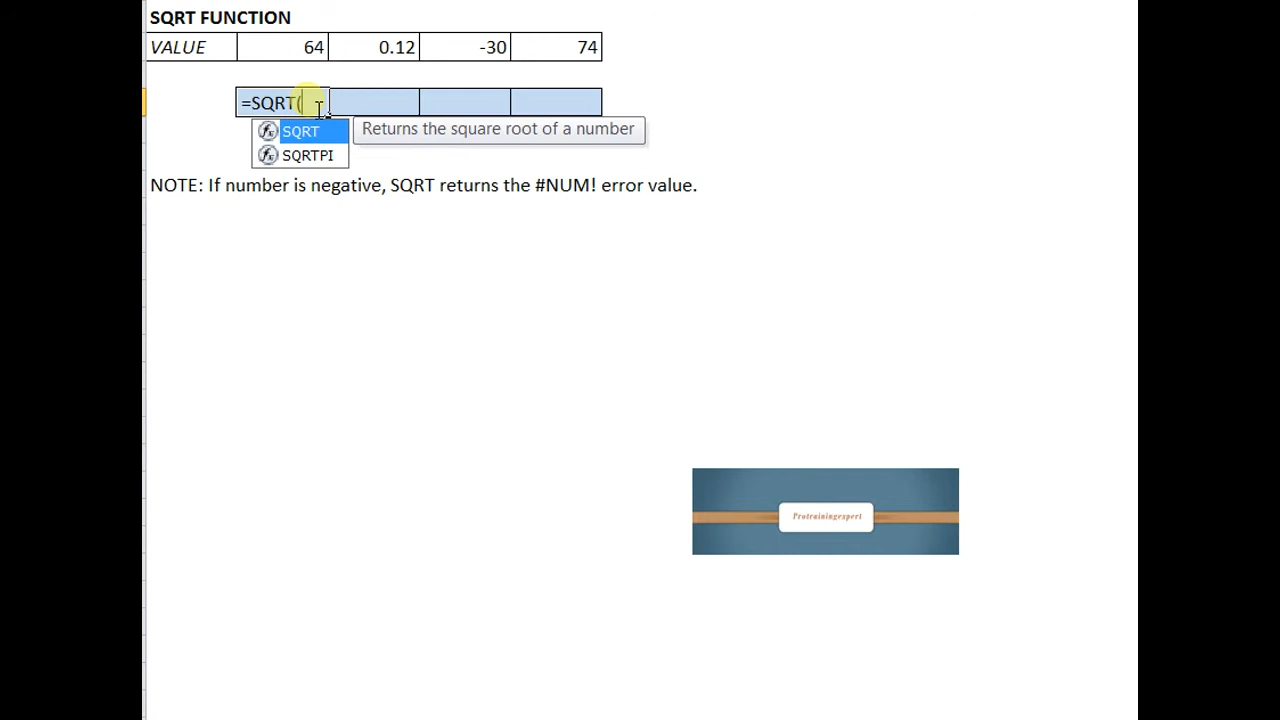 SQRT FUNCTION
VALUE 64 0.12 -30 74
=SQRT(
SQRT Returns the square root of a number
SQRTPI
NOTE: If number is negative, SQRT returns the #NUM! error value.
Protrainingexpert